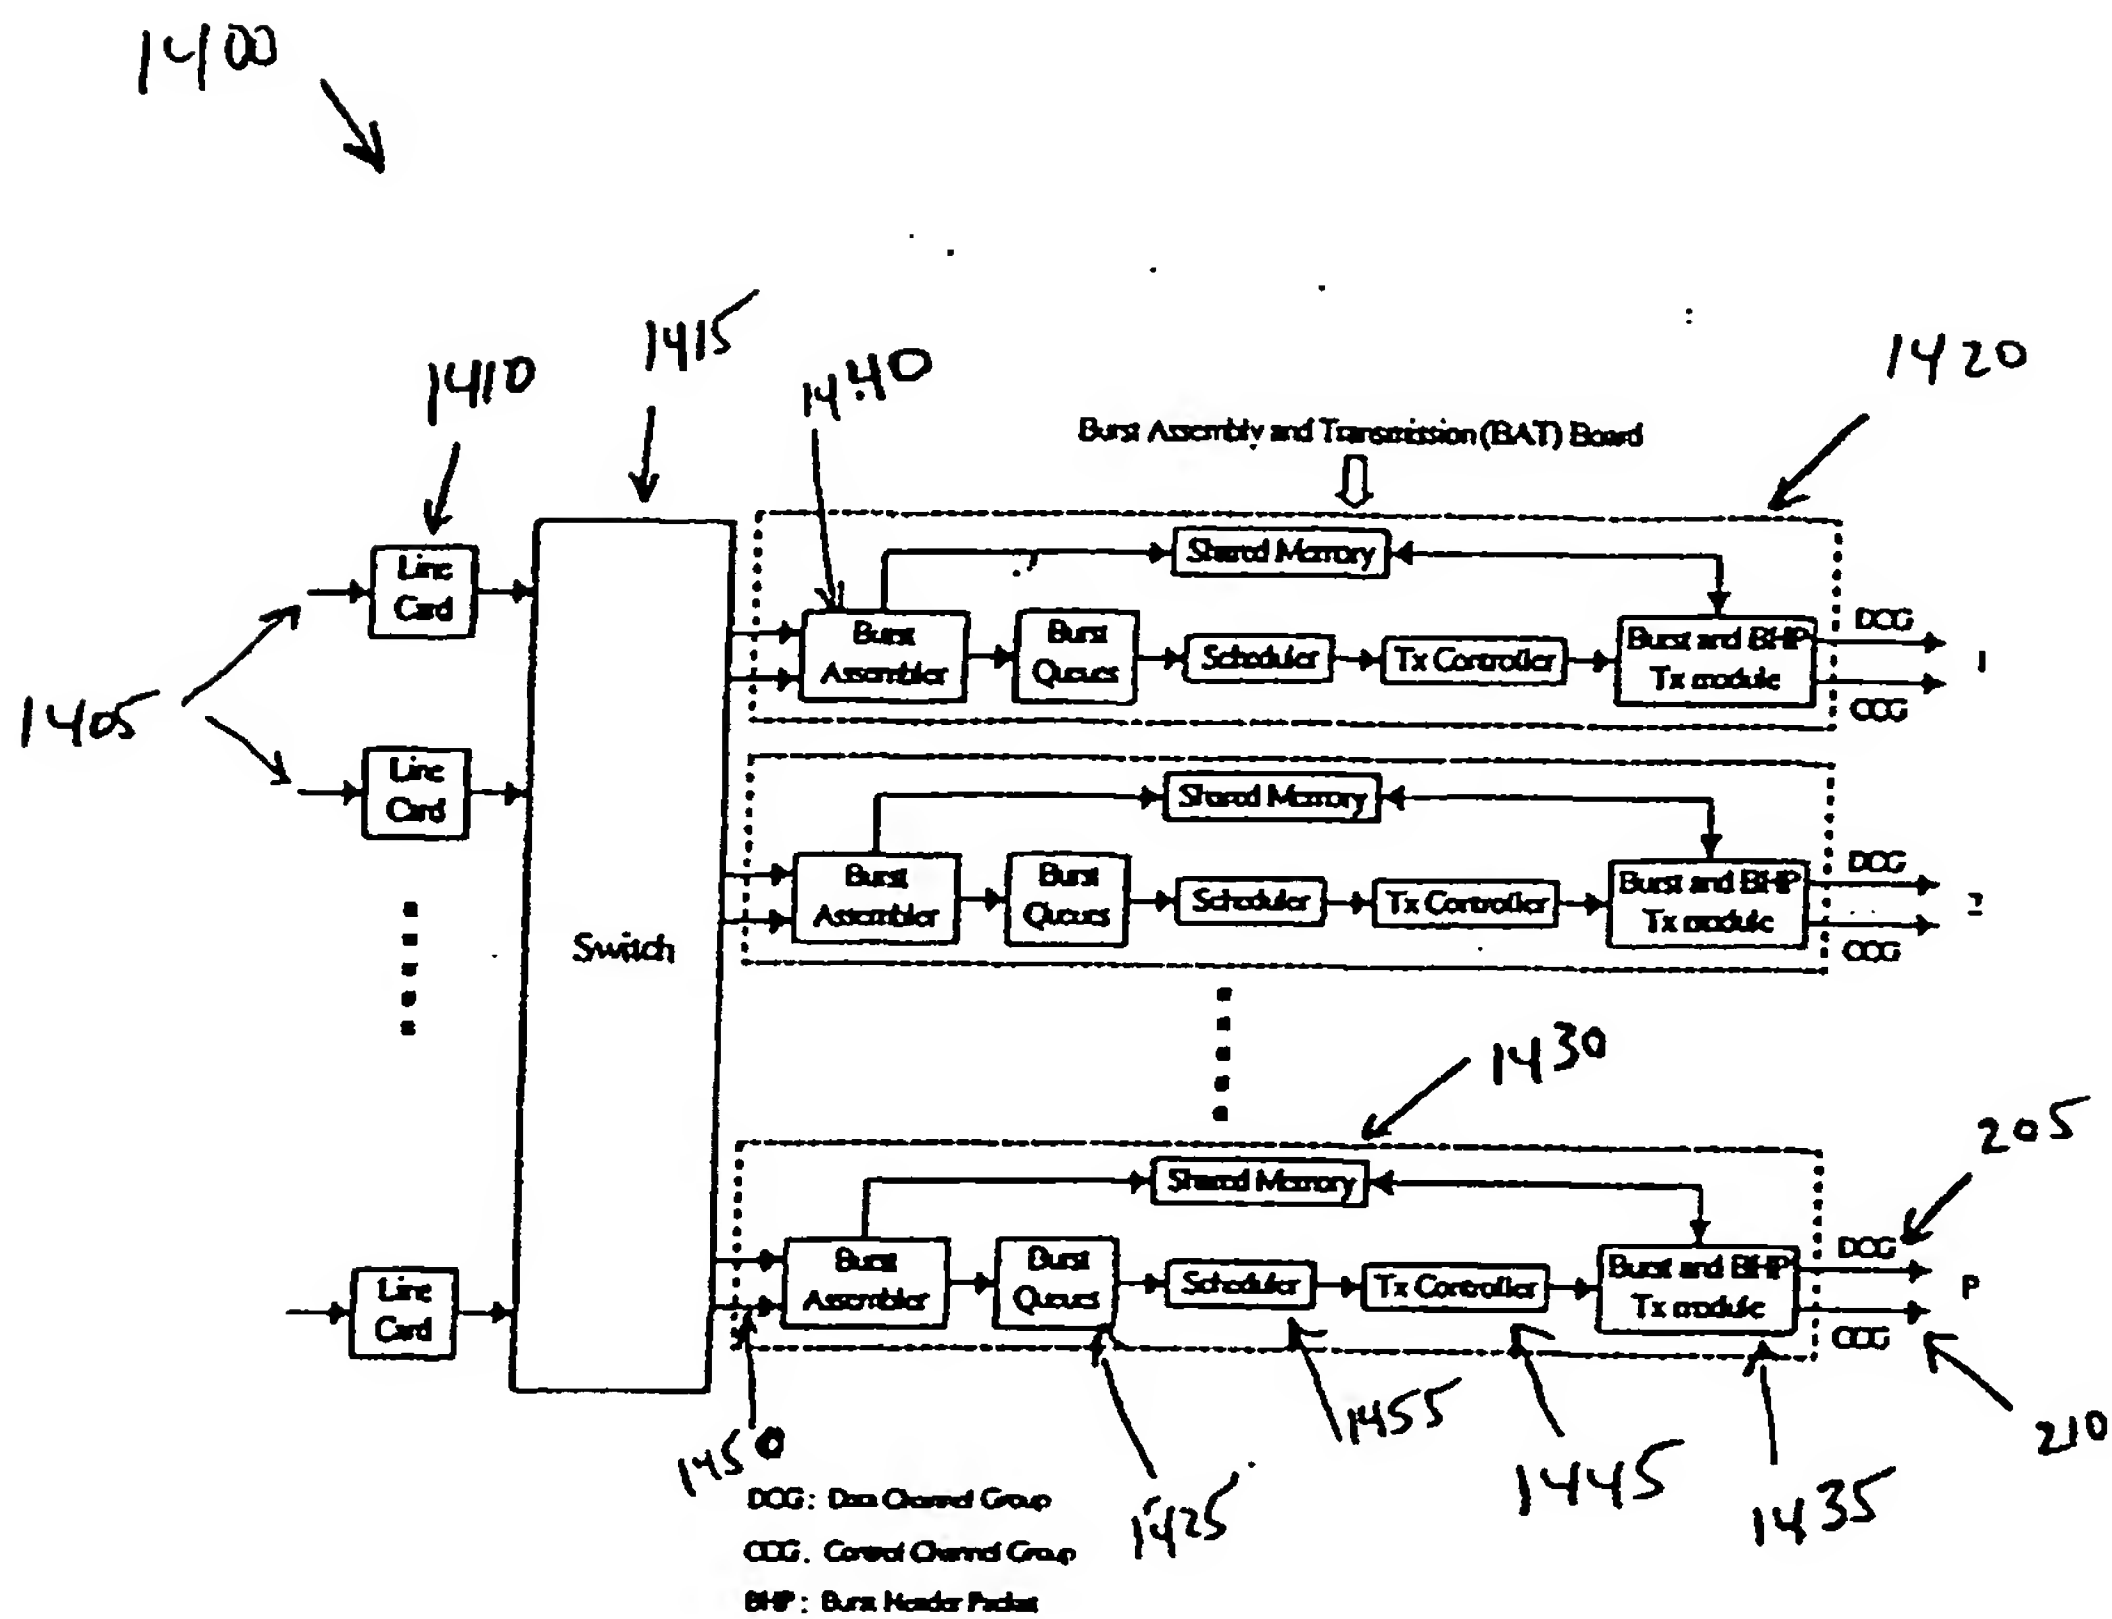 1400
1415
1410
1440
1420
Burst Assembly and Transmission (BAT) Board
Line
Card
Shared Memory
Burst
Assembler
Burst
Queues
Scheduler
Tx Controller
Burst and BHP
Tx module
DCG
CCG
1
1405
Line
Card
Shared Memory
Burst
Assembler
Burst
Queues
Scheduler
Tx Controller
Burst and BHP
Tx module
DCG
CCG
2
Switch
1430
205
Line
Card
Shared Memory
Burst
Assembler
Burst
Queues
Scheduler
Tx Controller
Burst and BHP
Tx module
DCG
CCG
P
210
1450
1425
1455
1445
1435
DCG: Data Channel Group
CCG: Control Channel Group
BHP: Burst Header Packet